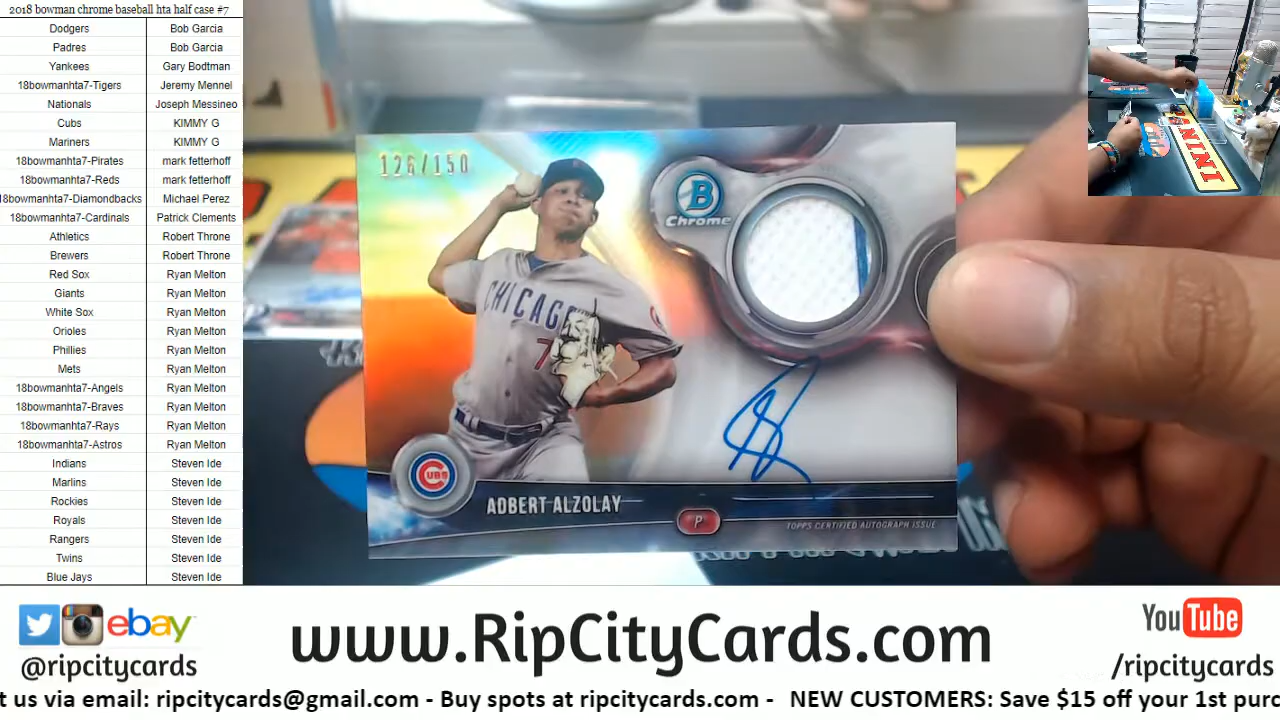 2018 bowman chrome baseball hta half case #7
Dodgers Bob Garcia
Padres Bob Garcia
Yankees Gary Bodtman
18bowmanhta7-Tigers Jeremy Mennel
Nationals Joseph Messineo
Cubs KIMMY G
Mariners KIMMY G
18bowmanhta7-Pirates mark fetterhoff
18bowmanhta7-Reds mark fetterhoff
18bowmanhta7-Diamondbacks Michael Perez
18bowmanhta7-Cardinals Patrick Clements
Athletics Robert Throne
Brewers Robert Throne
Red Sox Ryan Melton
Giants Ryan Melton
White Sox Ryan Melton
Orioles Ryan Melton
Phillies Ryan Melton
Mets Ryan Melton
18bowmanhta7-Angels Ryan Melton
18bowmanhta7-Braves Ryan Melton
18bowmanhta7-Rays Ryan Melton
18bowmanhta7-Astros Ryan Melton
Indians Steven Ide
Marlins Steven Ide
Rockies Steven Ide
Royals Steven Ide
Rangers Steven Ide
Twins Steven Ide
Blue Jays Steven Ide
126/150
B
Chrome
CHICAG
7
CUBS
ADBERT ALZOLAY
P
TOPPS CERTIFIED AUTOGRAPH ISSUE
PANINI
ebay
@ripcitycards
www.RipCityCards.com
YouTube
/ripcitycards
t us via email: ripcitycards@gmail.com - Buy spots at ripcitycards.com - NEW CUSTOMERS: Save $15 off your 1st purc